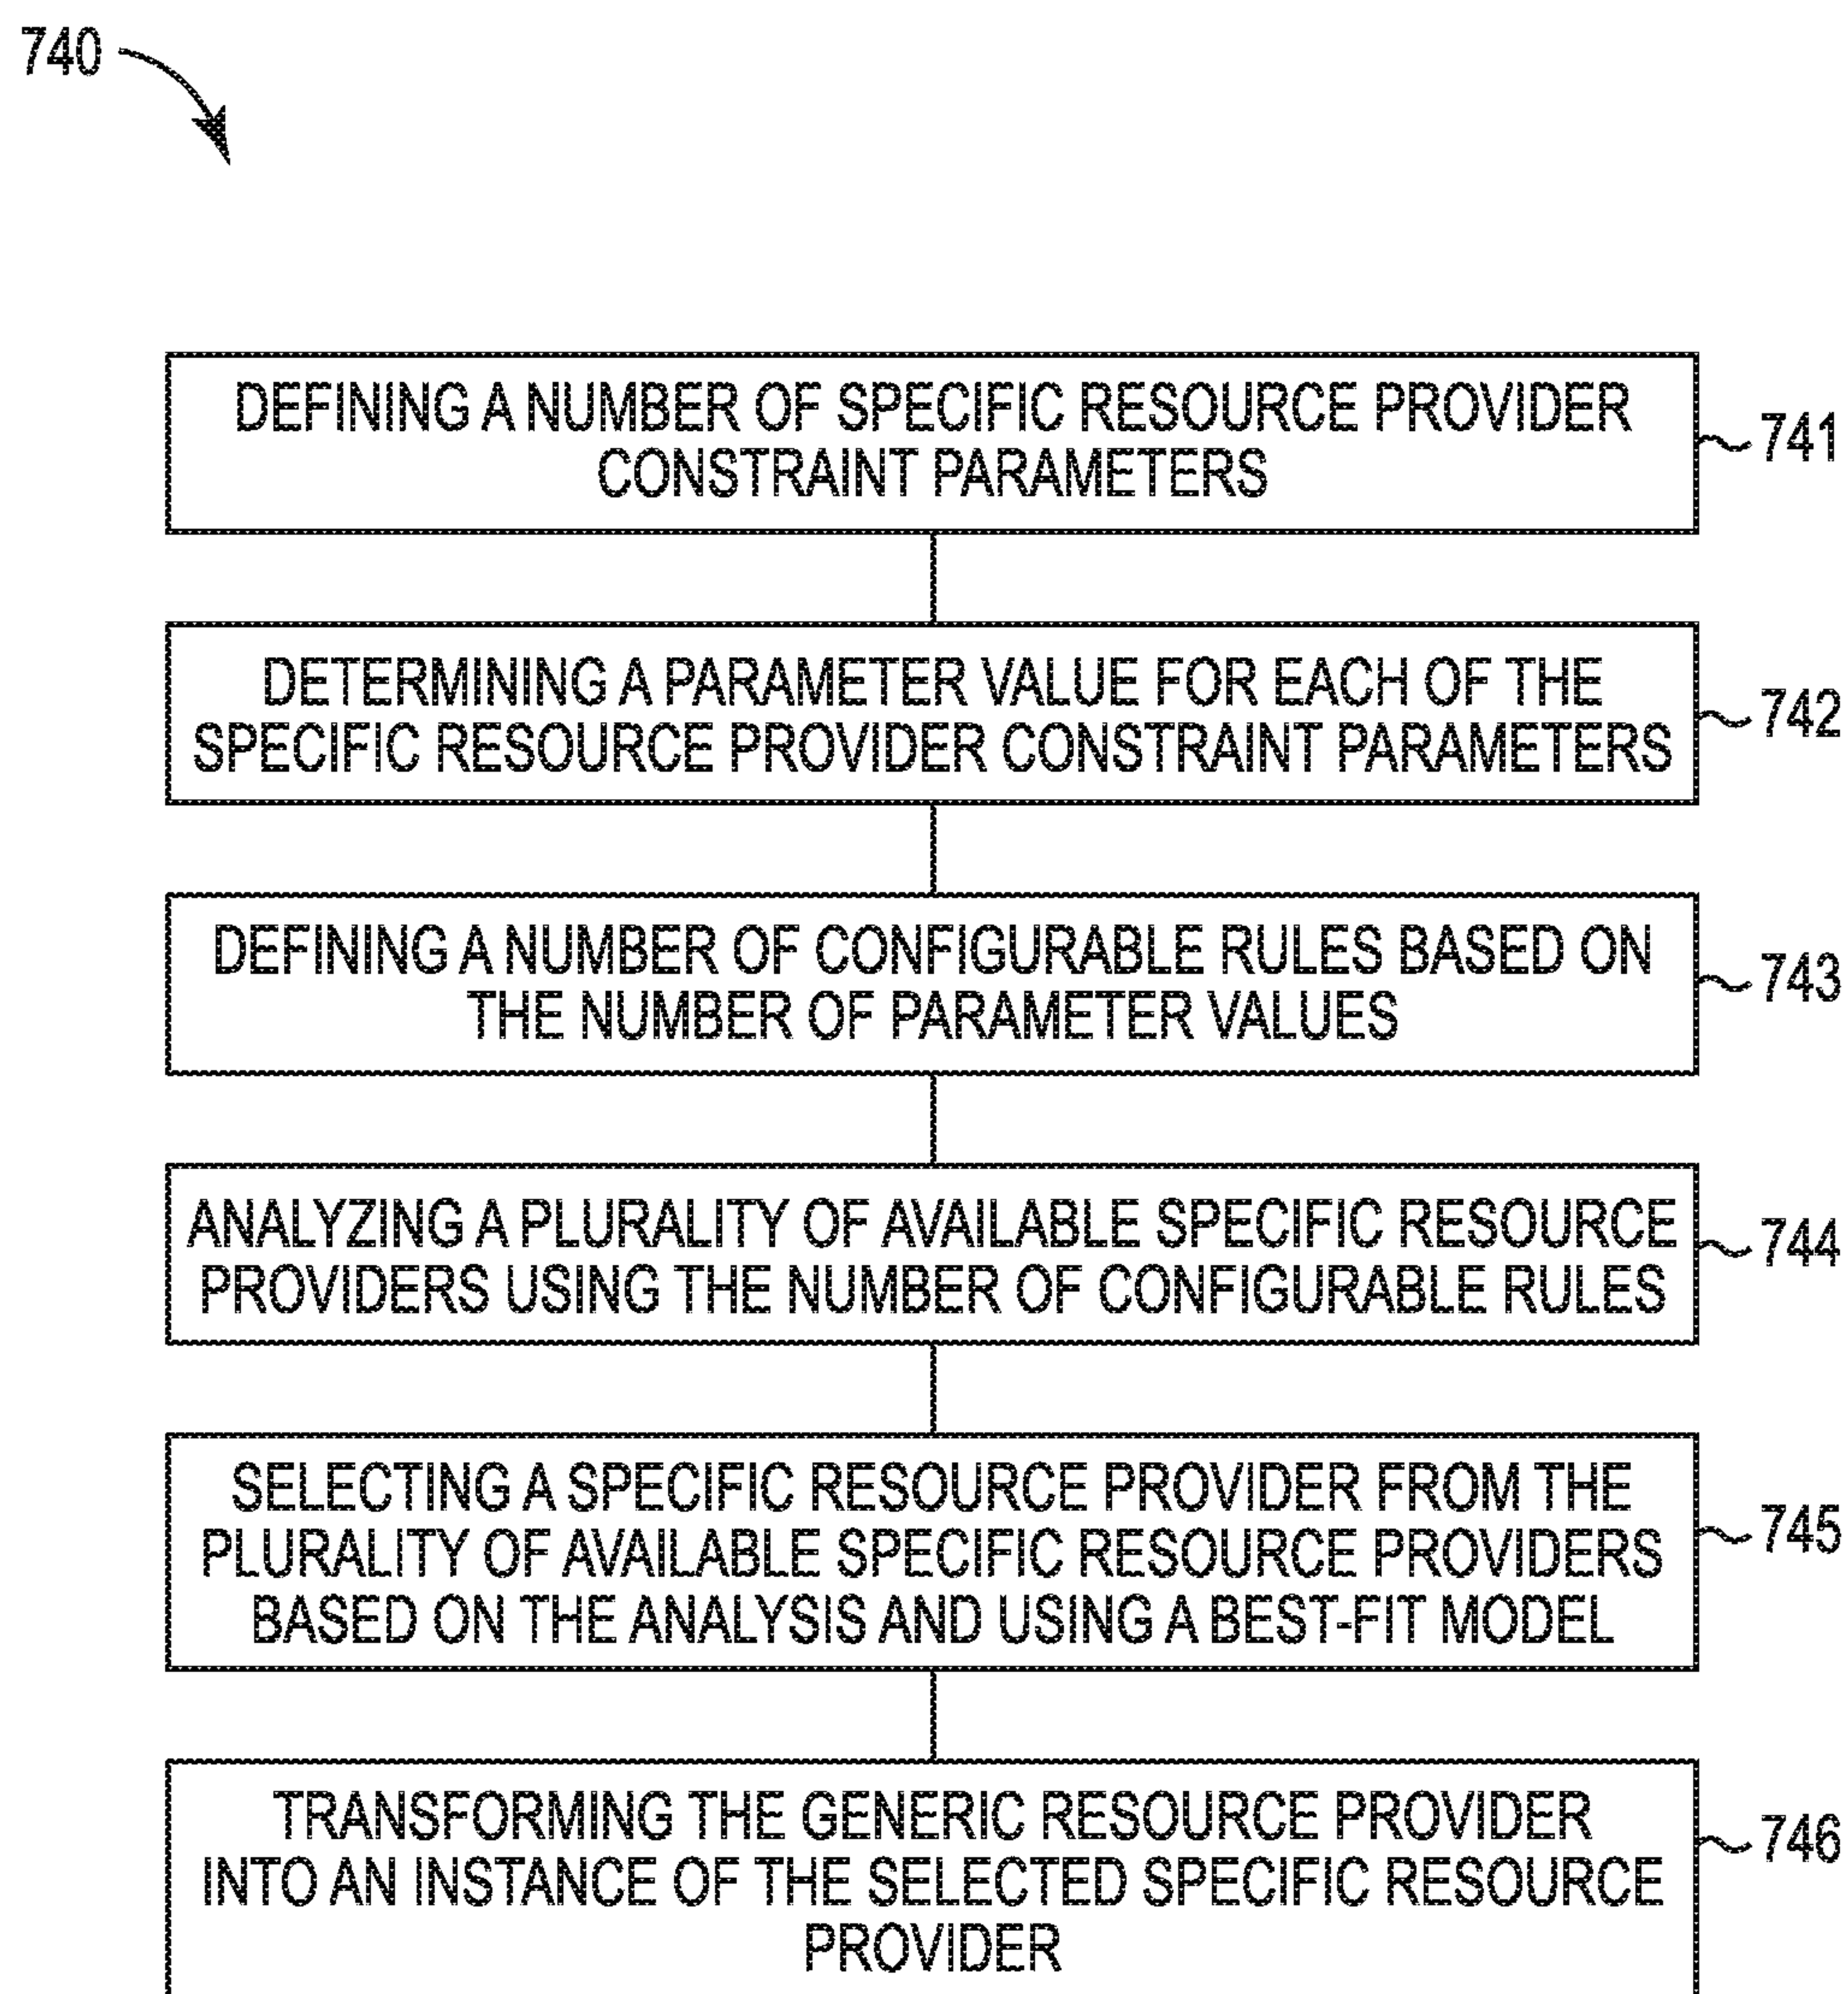 740
DEFINING A NUMBER OF SPECIFIC RESOURCE PROVIDER
CONSTRAINT PARAMETERS
741
DETERMINING A PARAMETER VALUE FOR EACH OF THE
SPECIFIC RESOURCE PROVIDER CONSTRAINT PARAMETERS
742
DEFINING A NUMBER OF CONFIGURABLE RULES BASED ON
THE NUMBER OF PARAMETER VALUES
743
ANALYZING A PLURALITY OF AVAILABLE SPECIFIC RESOURCE
PROVIDERS USING THE NUMBER OF CONFIGURABLE RULES
744
SELECTING A SPECIFIC RESOURCE PROVIDER FROM THE
PLURALITY OF AVAILABLE SPECIFIC RESOURCE PROVIDERS
BASED ON THE ANALYSIS AND USING A BEST-FIT MODEL
745
TRANSFORMING THE GENERIC RESOURCE PROVIDER
INTO AN INSTANCE OF THE SELECTED SPECIFIC RESOURCE
PROVIDER
746